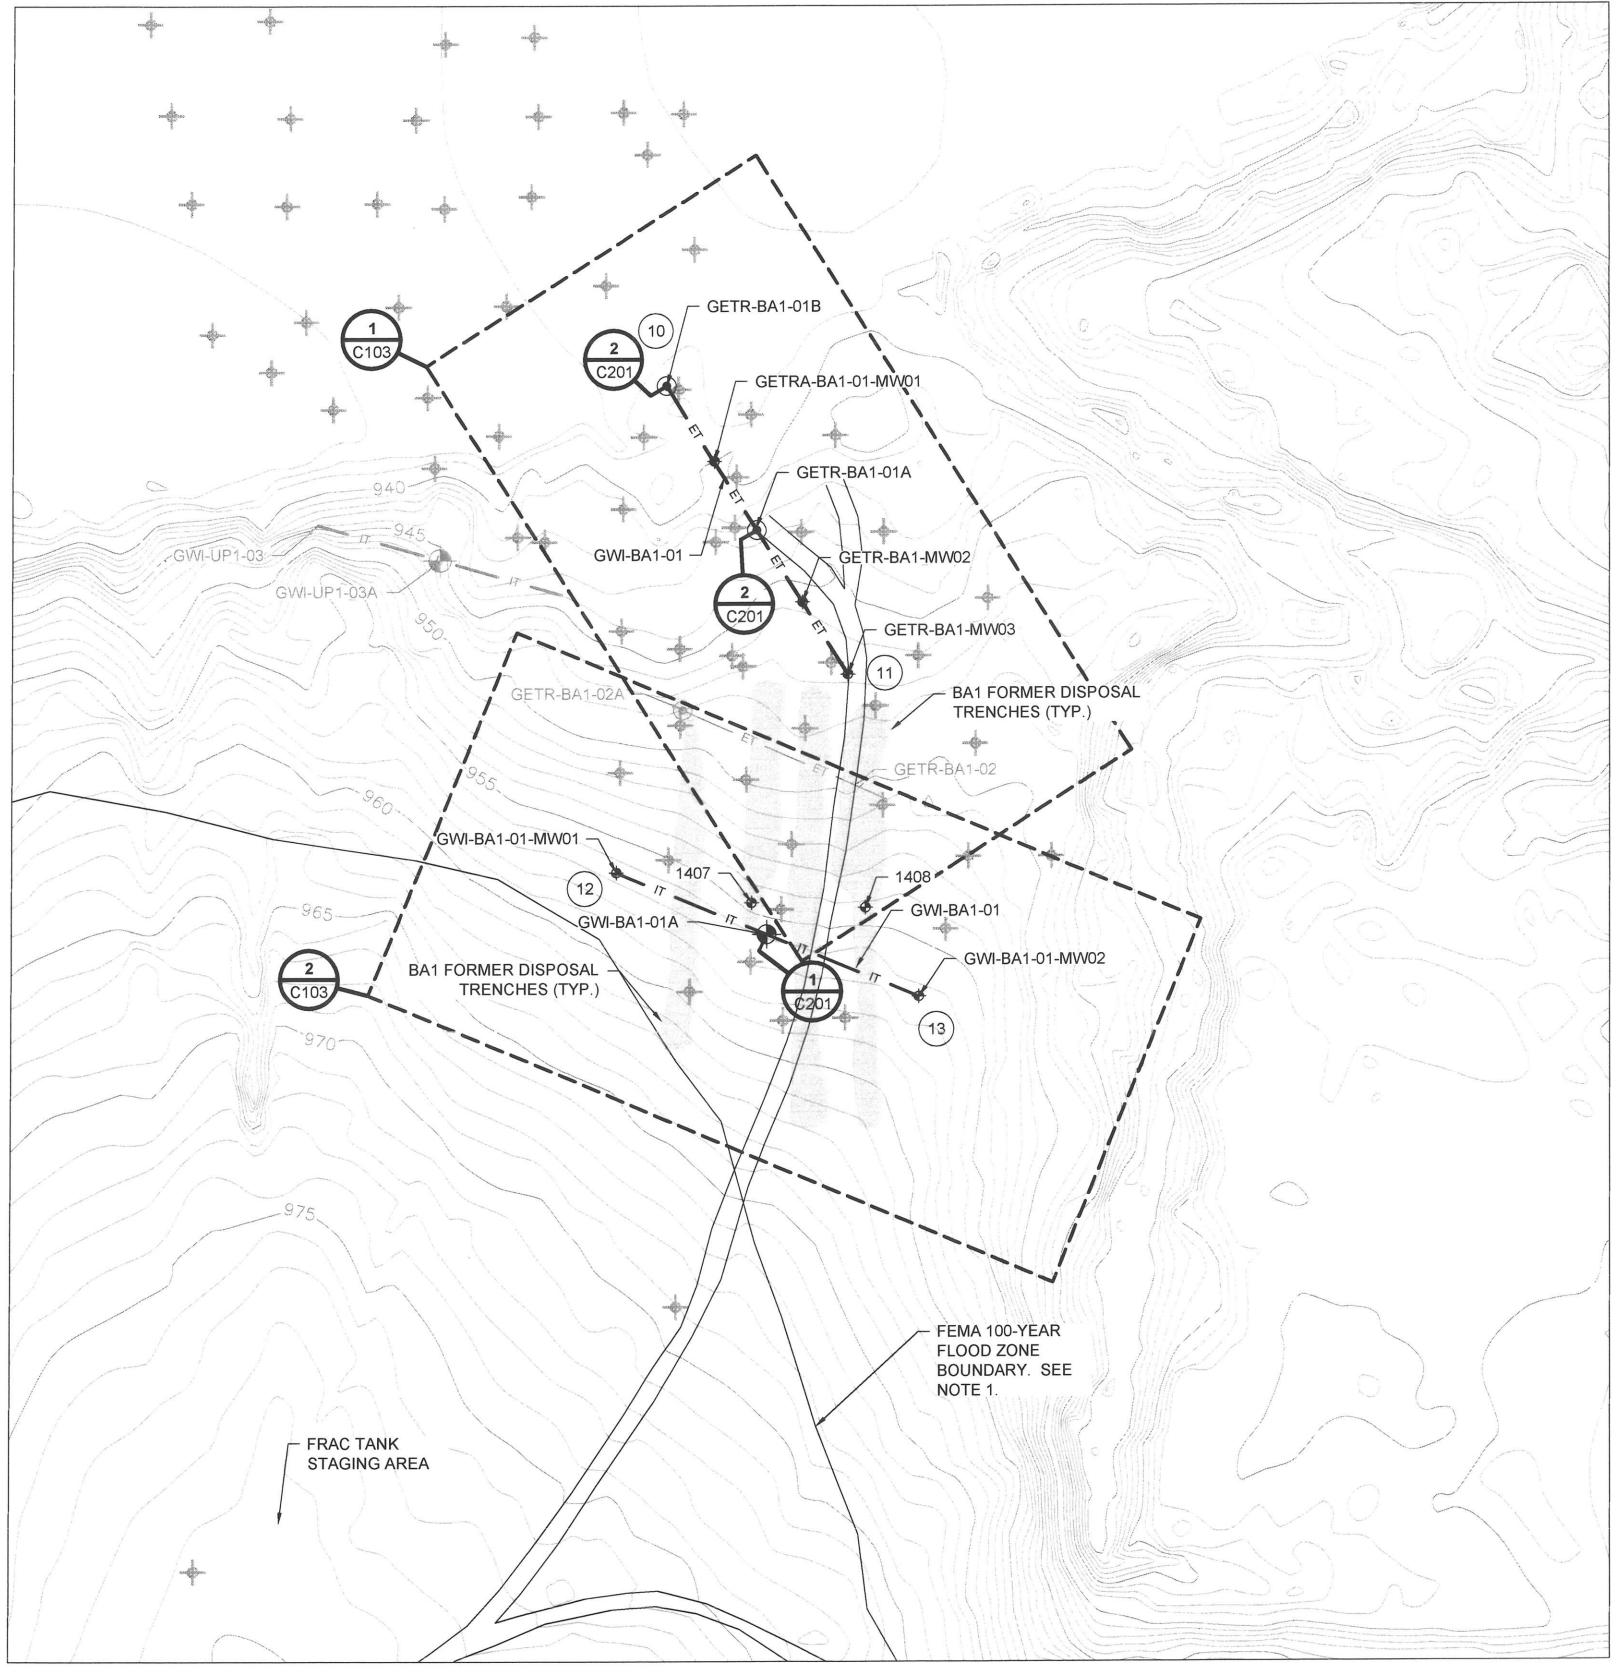 GETR-BA1-01B
10
1
C103
2
C201
GETRA-BA1-01-MW01
ET
GETR-BA1-01A
940
ET
945
IT
GWI-UP1-03
GWI-BA1-01
ET
GETR-BA1-MW02
IT
GWI-UP1-03A
2
C201
ET
950
GETR-BA1-MW03
11
GETR-BA1-02A
BA1 FORMER DISPOSAL
TRENCHES (TYP.)
ET
ET
GETR-BA1-02
955
960
GWI-BA1-01-MW01
1407
1408
12
IT
965
IT
GWI-BA1-01
GWI-BA1-01A
IT
GWI-BA1-01-MW02
2
C103
BA1 FORMER DISPOSAL
TRENCHES (TYP.)
IT
1
C201
13
970
975
FEMA 100-YEAR
FLOOD ZONE
BOUNDARY. SEE
NOTE 1.
FRAC TANK
STAGING AREA